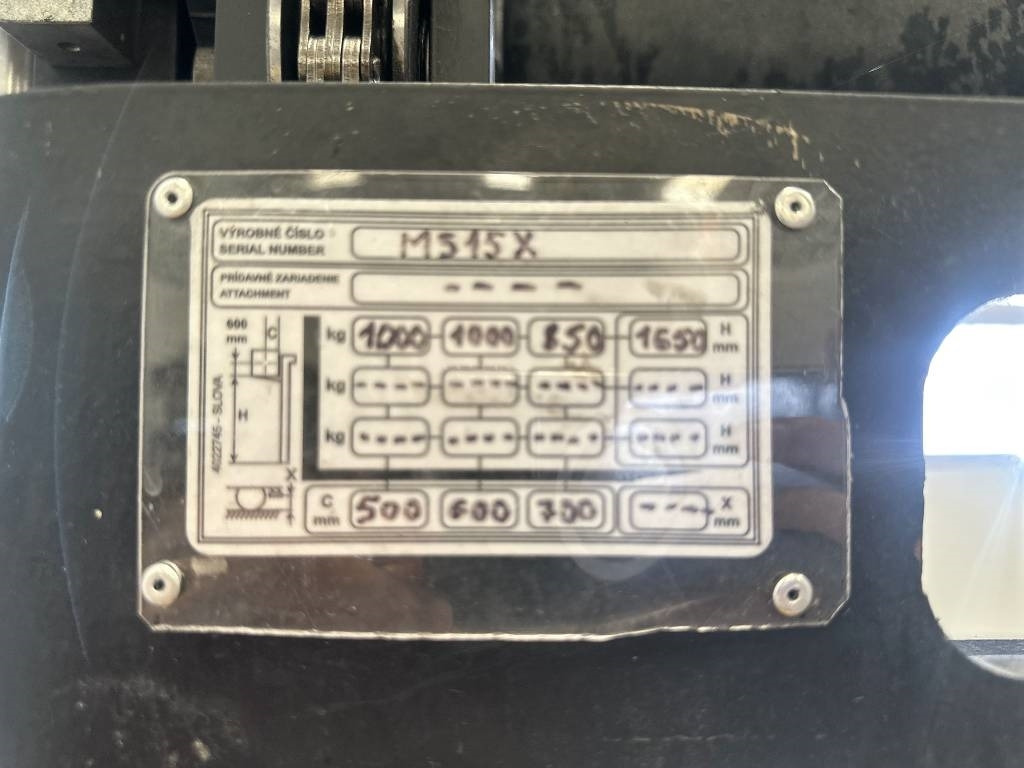 VÝROBNÉ ČÍSLO
SERIAL NUMBER MS15X
PRÍDAVNÉ ZARIADENIE
ATTACHMENT - - - -
600 mm C kg 1000 1000 850 1650 H mm
kg - - - - - - - - - - - - - - - - H mm
H kg - - - - - - - - - - - - - - - - H mm
4022745 - SLOVA
X
C mm 500 600 700 - - - - X mm